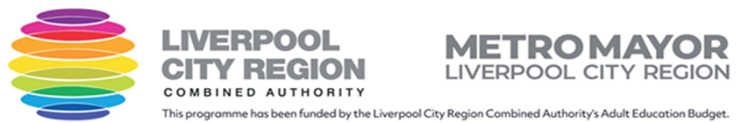 LIVERPOOL
CITY REGION
COMBINED AUTHORITY
METRO MAYOR
LIVERPOOL CITY REGION
This programme has been funded by the Liverpool City Region Combined Authority's Adult Education Budget.